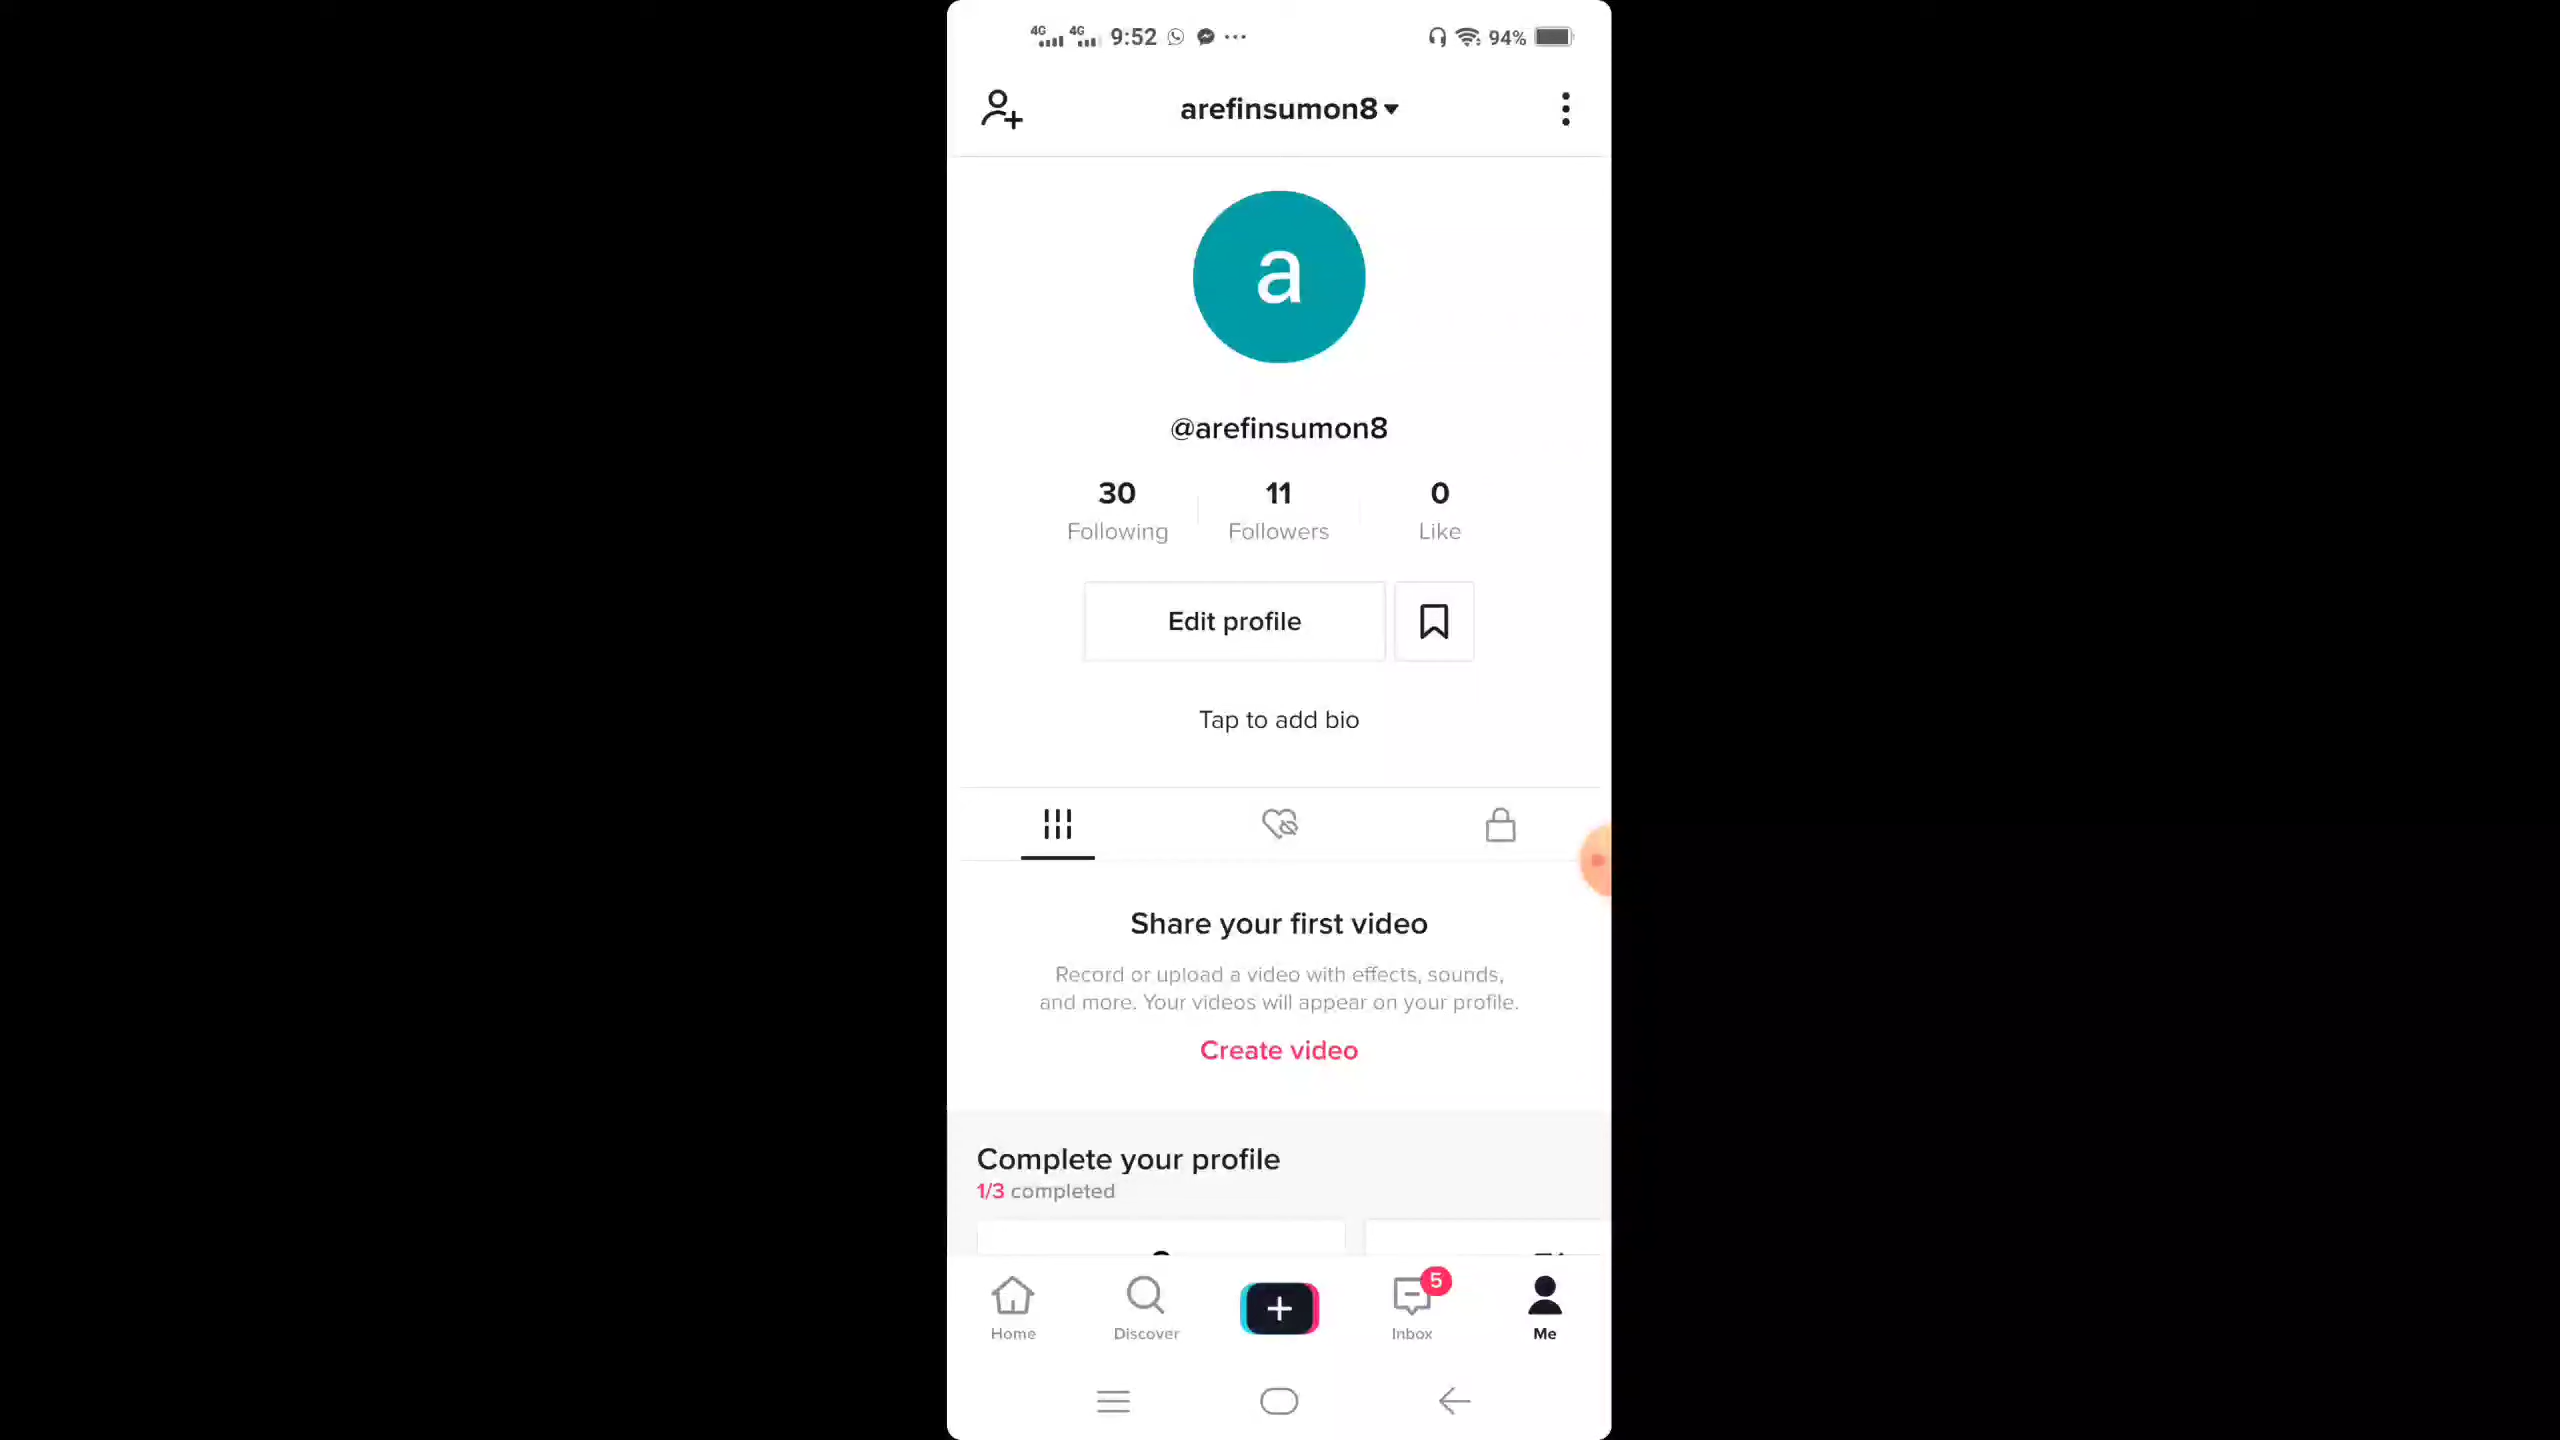 4G 4G 9:52 94%
arefinsumon8
a
@arefinsumon8
30 11 0
Following Followers Like
Edit profile
Tap to add bio
Share your first video
Record or upload a video with effects, sounds,
and more. Your videos will appear on your profile.
Create video
Complete your profile
1/3 completed
5
Home Discover Inbox Me